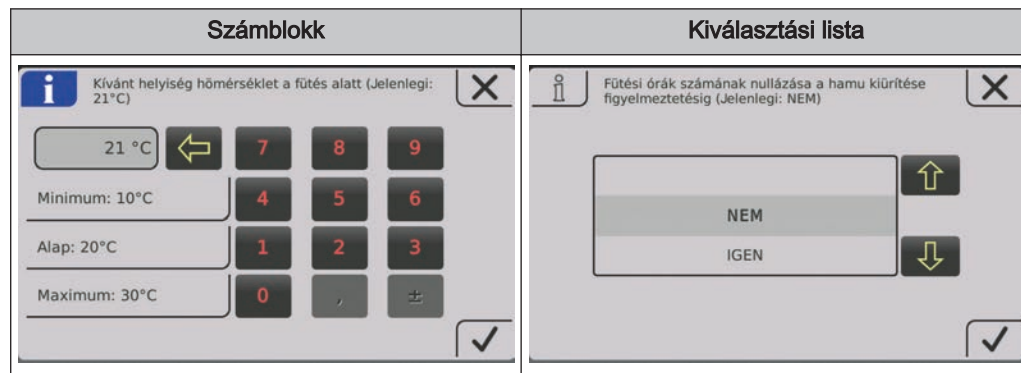 Számblokk
Kiválasztási lista
i
Kívánt helyiség hőmérséklet a fűtés alatt (Jelenlegi:
21°C)
21 °C
7 8 9
Minimum: 10°C
4 5 6
Alap: 20°C
1 2 3
Maximum: 30°C
0 , ±
i
Fűtési órák számának nullázása a hamu kiürítése
figyelmeztetésig (Jelenlegi: NEM)
NEM
IGEN